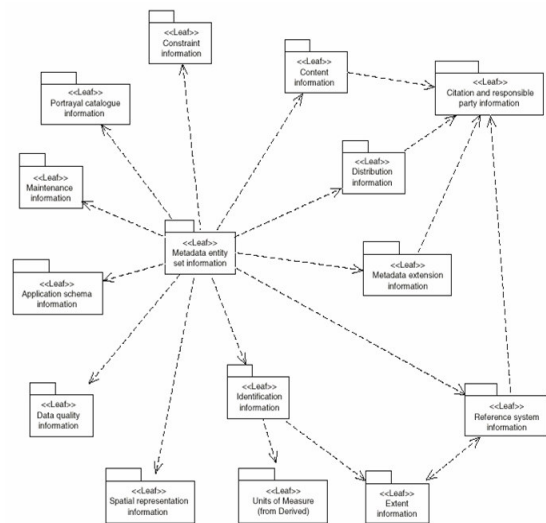 <<Leaf>>
Constraint
information
<<Leaf>>
Content
information
<<Leaf>>
Citation and responsible
party information
<<Leaf>>
Portrayal catalogue
information
<<Leaf>>
Maintenance
information
<<Leaf>>
Distribution
information
<<Leaf>>
Metadata entity
set information
<<Leaf>>
Metadata extension
information
<<Leaf>>
Application schema
information
<<Leaf>>
Data quality
information
<<Leaf>>
Identification
information
<<Leaf>>
Reference system
information
<<Leaf>>
Spatial representation
information
<<Leaf>>
Units of Measure
(from Derived)
<<Leaf>>
Extent
information